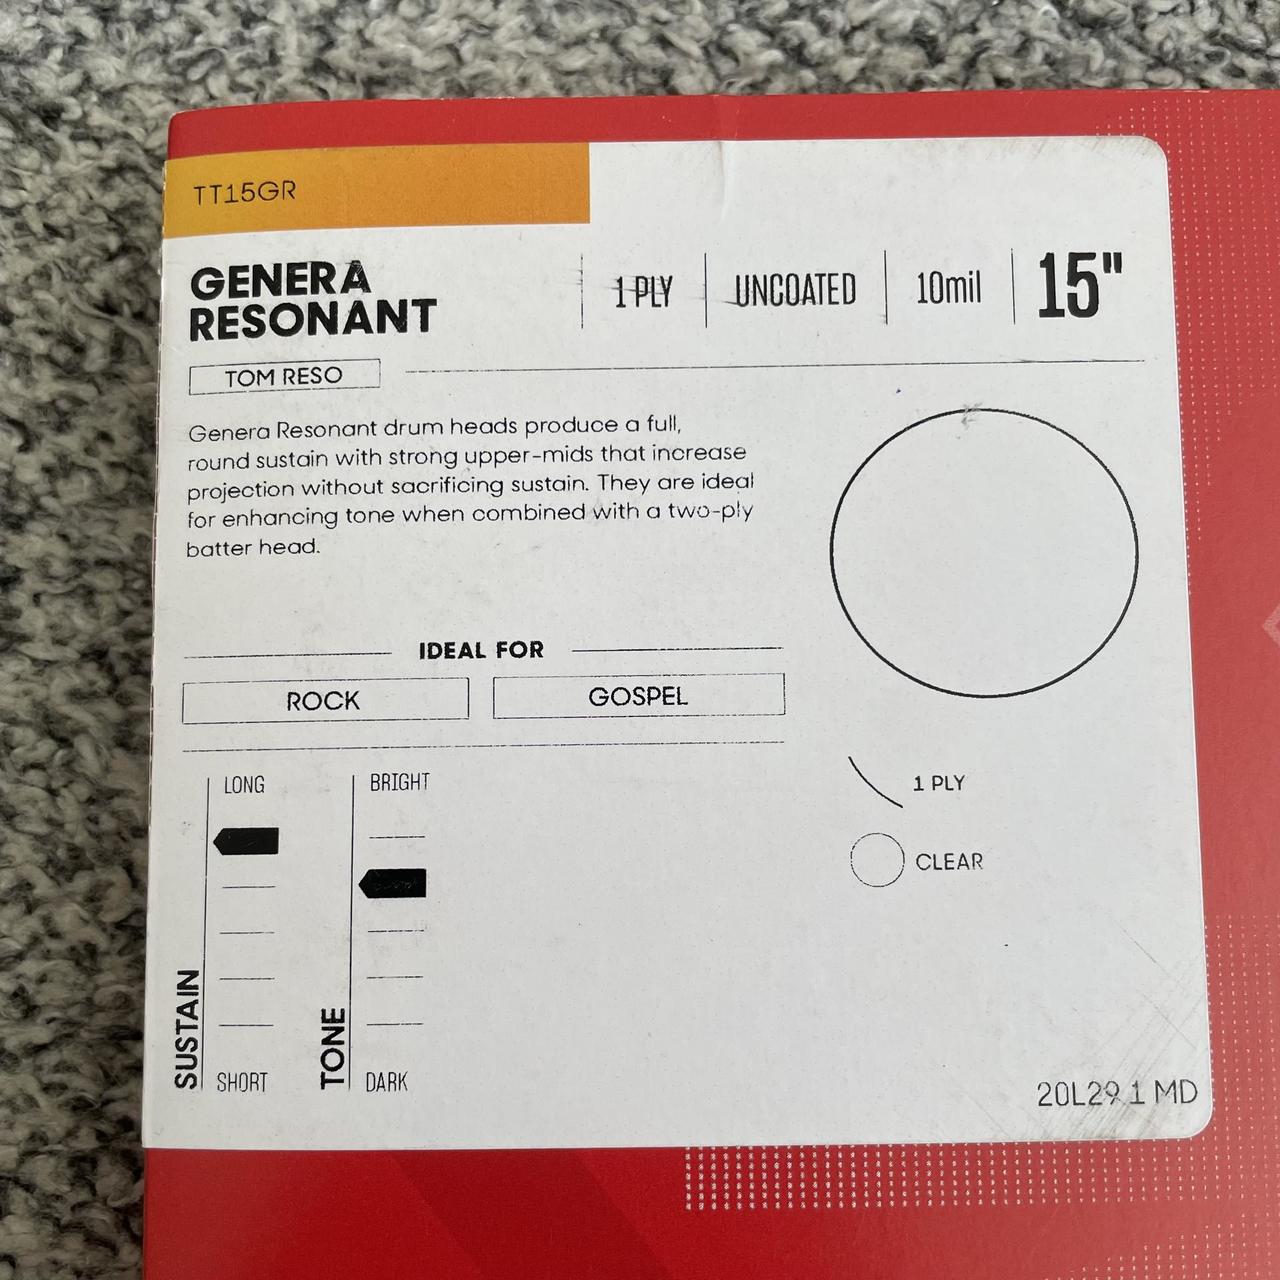 TT15GR
GENERA
RESONANT
1 PLY
UNCOATED
10mil
15"
TOM RESO
Genera Resonant drum heads produce a full,
round sustain with strong upper-mids that increase
projection without sacrificing sustain. They are ideal
for enhancing tone when combined with a two-ply
batter head.
IDEAL FOR
ROCK
GOSPEL
SUSTAIN
LONG
SHORT
TONE
BRIGHT
DARK
1 PLY
CLEAR
20L29 1 MD